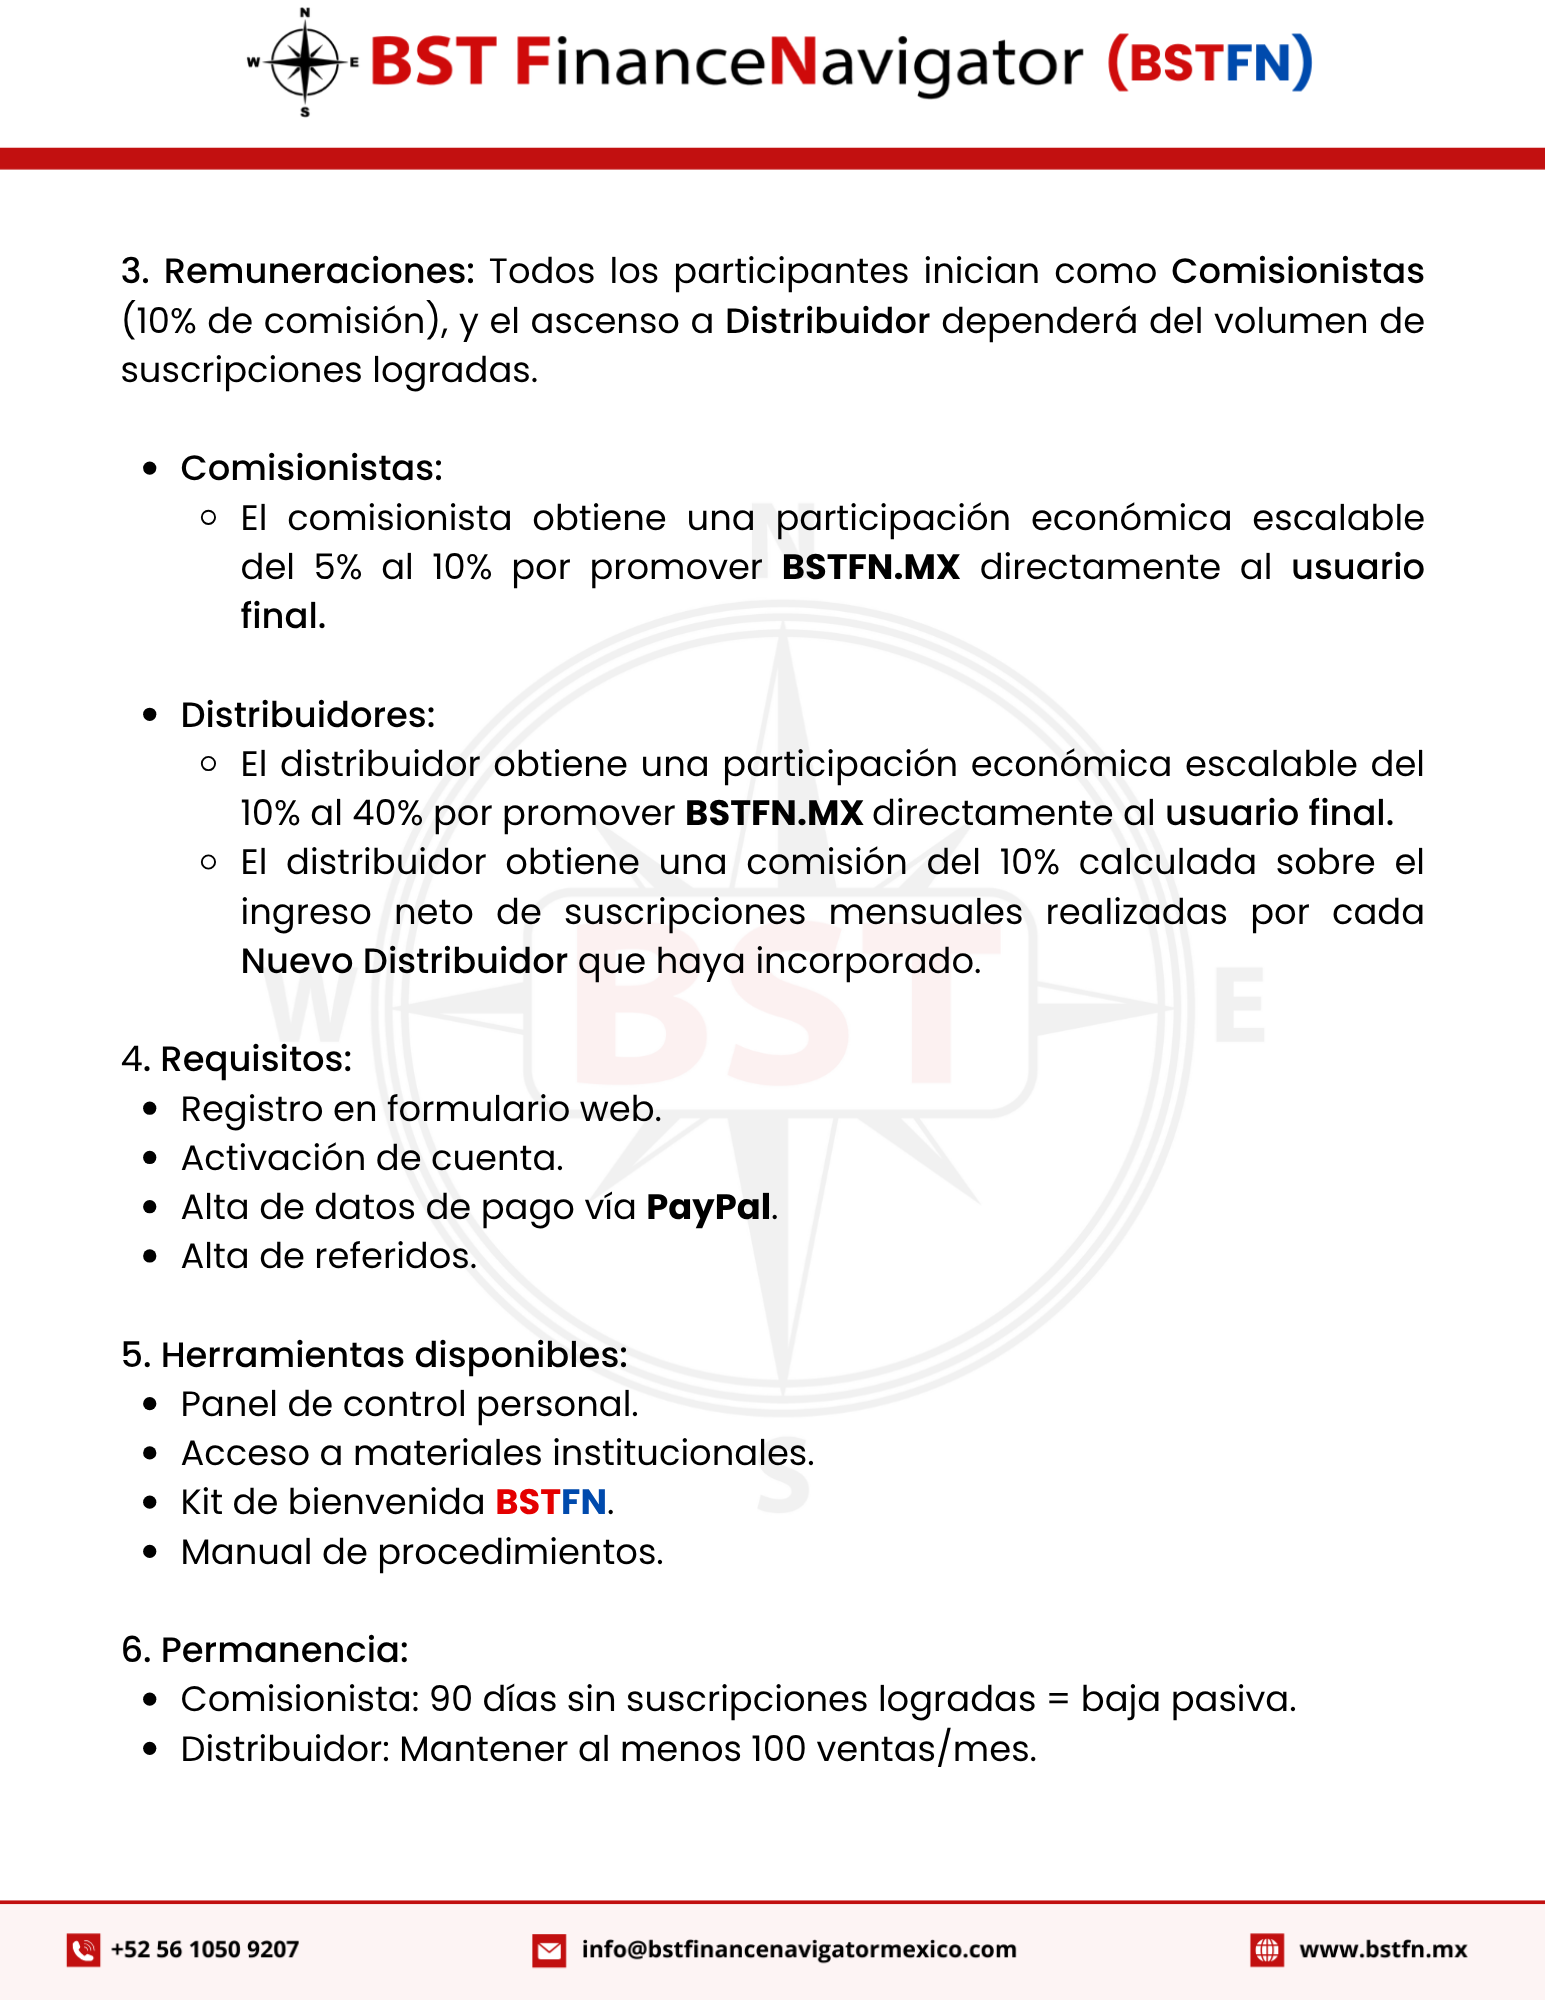 N
W E BST FinanceNavigator (BSTFN)
S
3. Remuneraciones: Todos los participantes inician como Comisionistas
(10% de comisión), y el ascenso a Distribuidor dependerá del volumen de
suscripciones logradas.
• Comisionistas:
○ El comisionista obtiene una participación económica escalable
del 5% al 10% por promover BSTFN.MX directamente al usuario
final.
• Distribuidores:
○ El distribuidor obtiene una participación económica escalable del
10% al 40% por promover BSTFN.MX directamente al usuario final.
○ El distribuidor obtiene una comisión del 10% calculada sobre el
ingreso neto de suscripciones mensuales realizadas por cada
Nuevo Distribuidor que haya incorporado.
4. Requisitos:
• Registro en formulario web.
• Activación de cuenta.
• Alta de datos de pago vía PayPal.
• Alta de referidos.
5. Herramientas disponibles:
• Panel de control personal.
• Acceso a materiales institucionales.
• Kit de bienvenida BSTFN.
• Manual de procedimientos.
6. Permanencia:
• Comisionista: 90 días sin suscripciones logradas = baja pasiva.
• Distribuidor: Mantener al menos 100 ventas/mes.
N
W BST E
S
+52 56 1050 9207 info@bstfinancenavigatormexico.com www.bstfn.mx